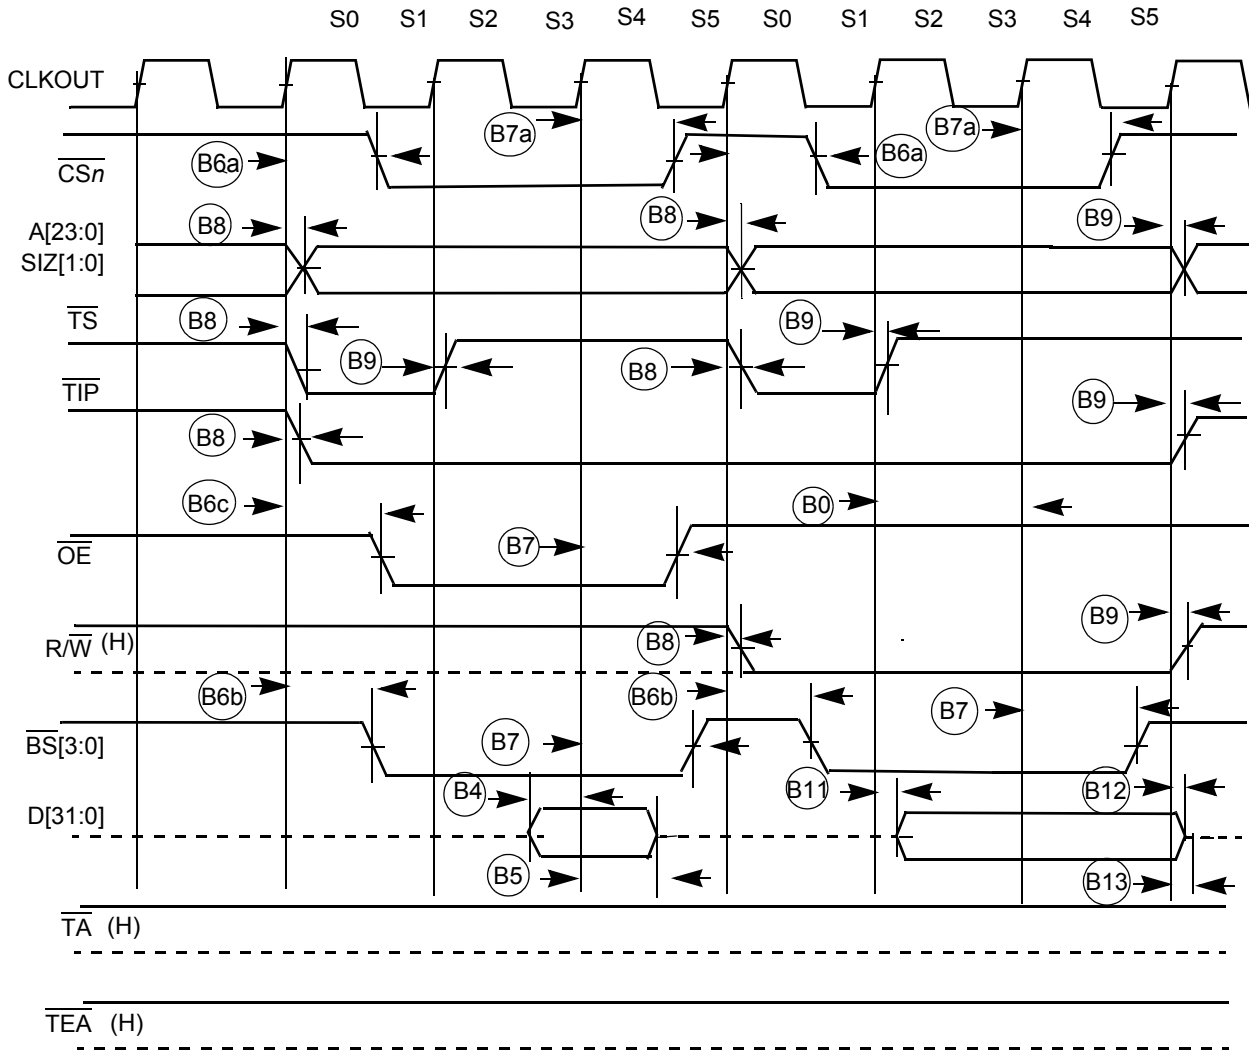 S0 S1 S2 S3 S4 S5 S0 S1 S2 S3 S4 S5
CLKOUT
B7a B7a
B6a B6a
CSn
B8 B8 B9
A[23:0]
SIZ[1:0]
TS B8 B9
B9 B8
TIP
B9
B8
B6c B0
OE B7
B9
R/W (H) B8
B6b B6b
B7
BS[3:0] B7
B4 B11 B12
D[31:0]
B5 B13
TA (H)
TEA (H)